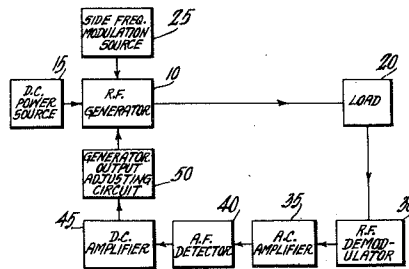 SIDE FREQ.
MODULATION
SOURCE
25
15
D.C.
POWER
SOURCE
R.F.
GENERATOR
10
20
LOAD
GENERATOR
OUTPUT
ADJUSTING
CIRCUIT
50
45
D.C.
AMPLIFIER
40
A.F.
DETECTOR
35
A.C.
AMPLIFIER
R.F.
DEMOD-
ULATOR